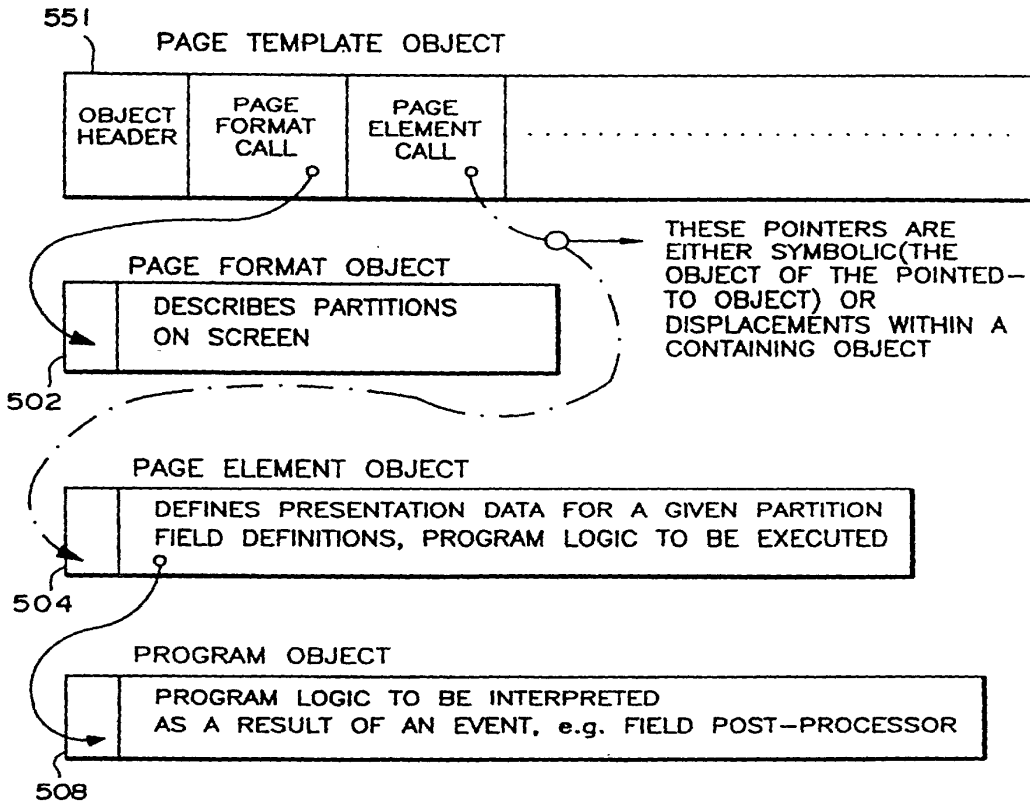 551
PAGE TEMPLATE OBJECT
OBJECT
HEADER
PAGE
FORMAT
CALL
PAGE
ELEMENT
CALL
. . . . . . . . . . . . . . . . . . . . . . . . . . . . . .
THESE POINTERS ARE
EITHER SYMBOLIC(THE
OBJECT OF THE POINTED-
TO OBJECT) OR
DISPLACEMENTS WITHIN A
CONTAINING OBJECT
PAGE FORMAT OBJECT
DESCRIBES PARTITIONS
ON SCREEN
502
PAGE ELEMENT OBJECT
DEFINES PRESENTATION DATA FOR A GIVEN PARTITION
FIELD DEFINITIONS, PROGRAM LOGIC TO BE EXECUTED
504
PROGRAM OBJECT
PROGRAM LOGIC TO BE INTERPRETED
AS A RESULT OF AN EVENT, e.g. FIELD POST-PROCESSOR
508